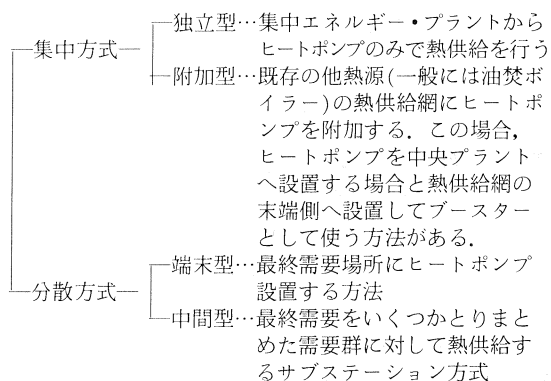 独立型…集中エネルギー・プラントから
集中方式
ヒートポンプのみで熱供給を行う
附加型…既存の他熱源(一般には油焚ボ
イラー)の熱供給網にヒートポ
ンプを附加する．この場合，
ヒートポンプを中央プラント
へ設置する場合と熱供給網の
末端側へ設置してブースター
として使う方法がある．
端末型…最終需要場所にヒートポンプ
分散方式
設置する方法
中間型…最終需要をいくつかとりまと
めた需要群に対して熱供給す
るサブステーション方式